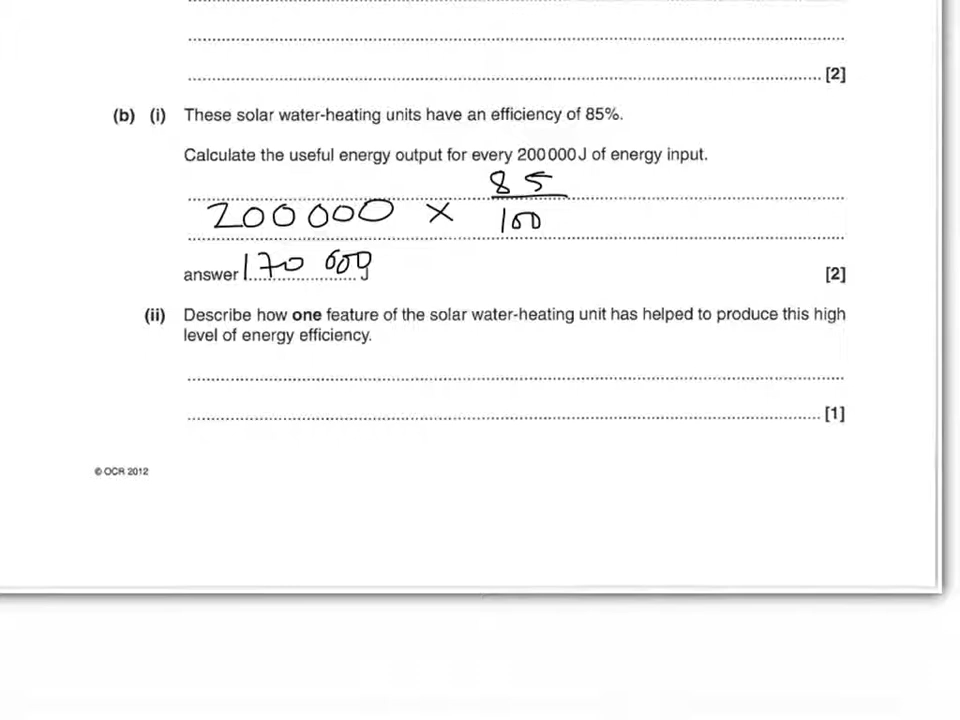 [2]
(b) (i) These solar water-heating units have an efficiency of 85%.
Calculate the useful energy output for every 200 000 J of energy input.
200 000 × 85/100
answer 170 000 [2]
(ii) Describe how one feature of the solar water-heating unit has helped to produce this high
level of energy efficiency.
[1]
© OCR 2012